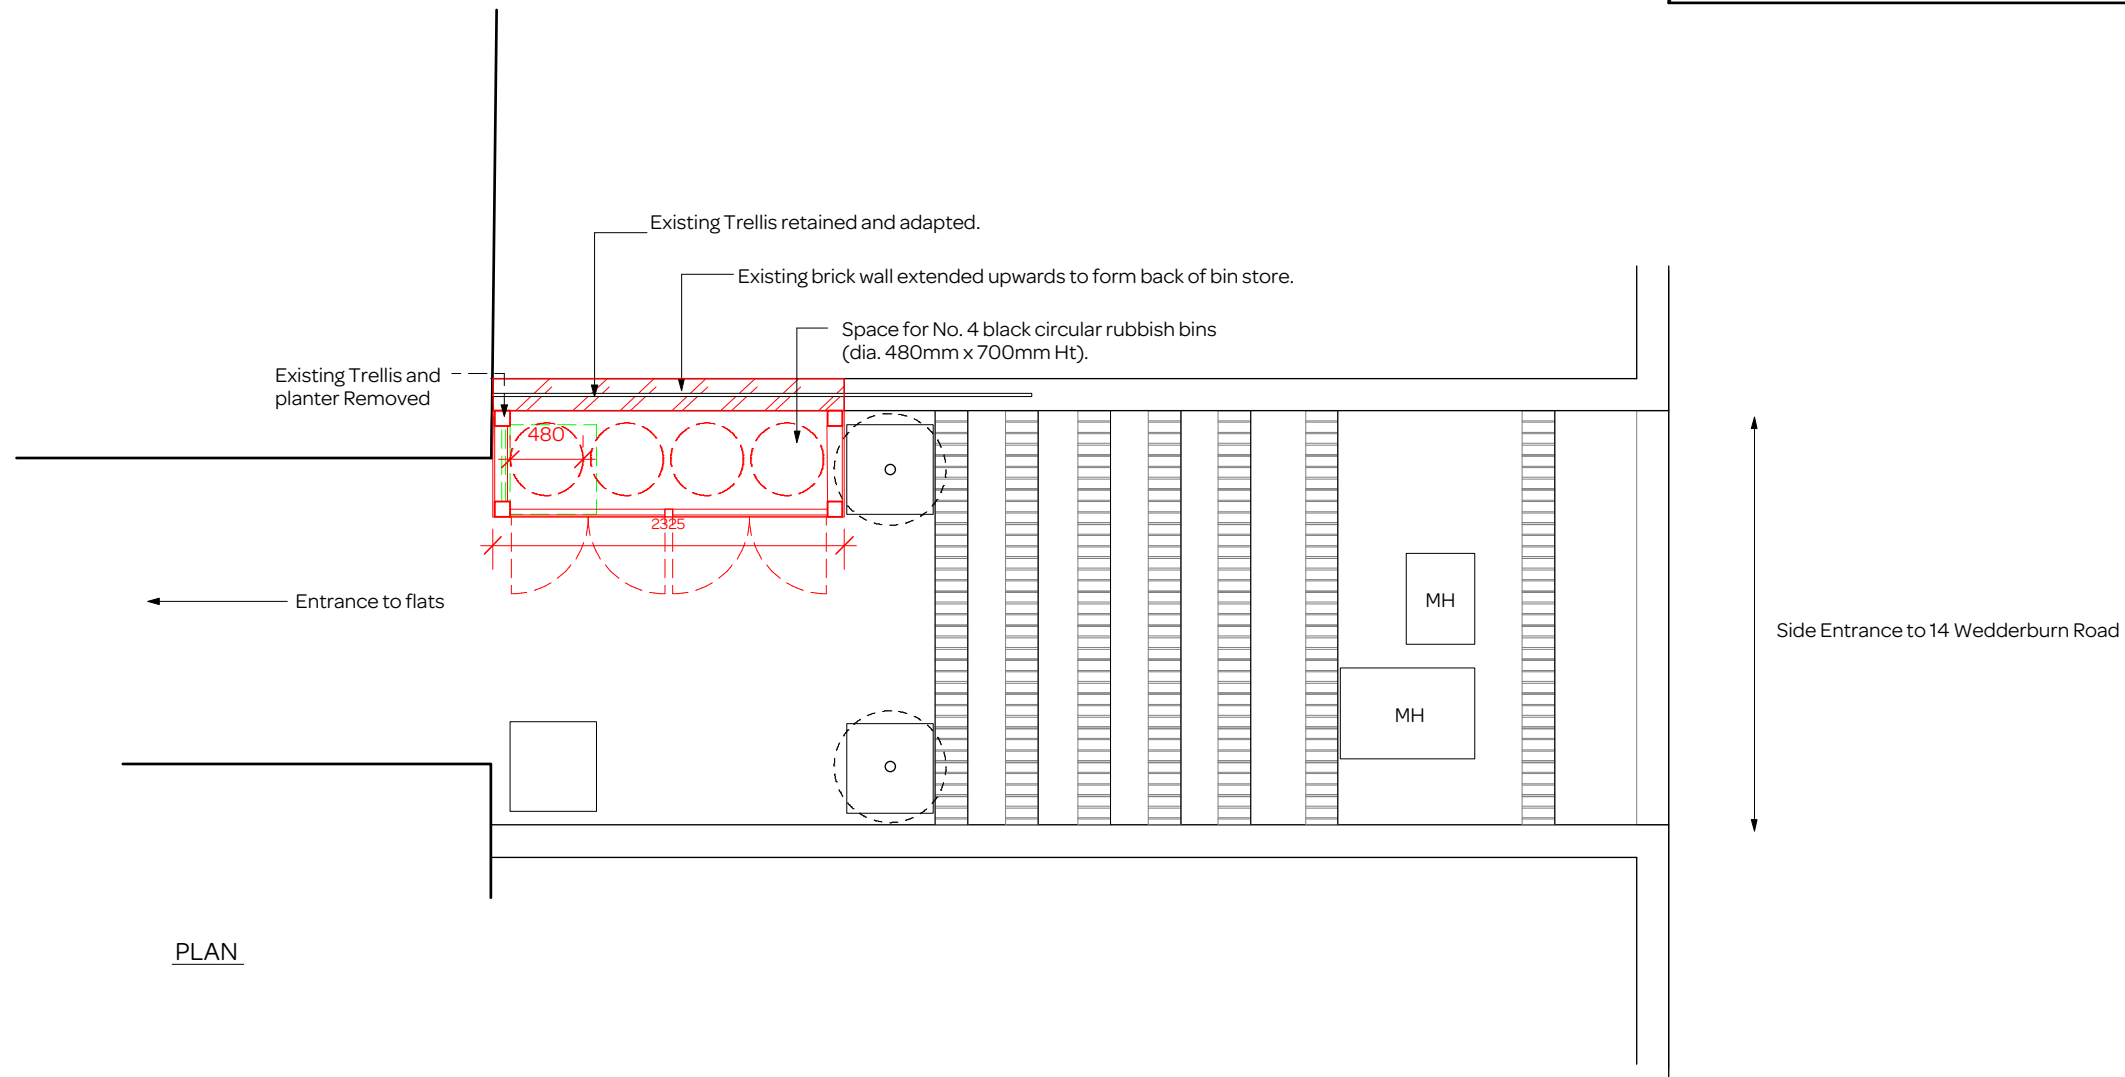 Existing Trellis retained and adapted.
Existing brick wall extended upwards to form back of bin store.
Space for No. 4 black circular rubbish bins
(dia. 480mm x 700mm Ht).
Existing Trellis and
planter Removed
480
2325
Entrance to flats
MH
MH
Side Entrance to 14 Wedderburn Road
PLAN